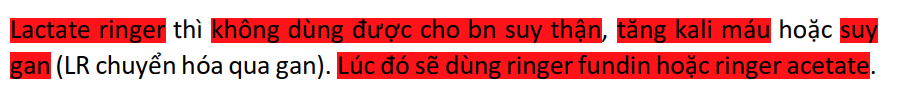 Lactate ringer thì không dùng được cho bn suy thận, tăng kali máu hoặc suy
gan (LR chuyển hóa qua gan). Lúc đó sẽ dùng ringer fundin hoặc ringer acetate.